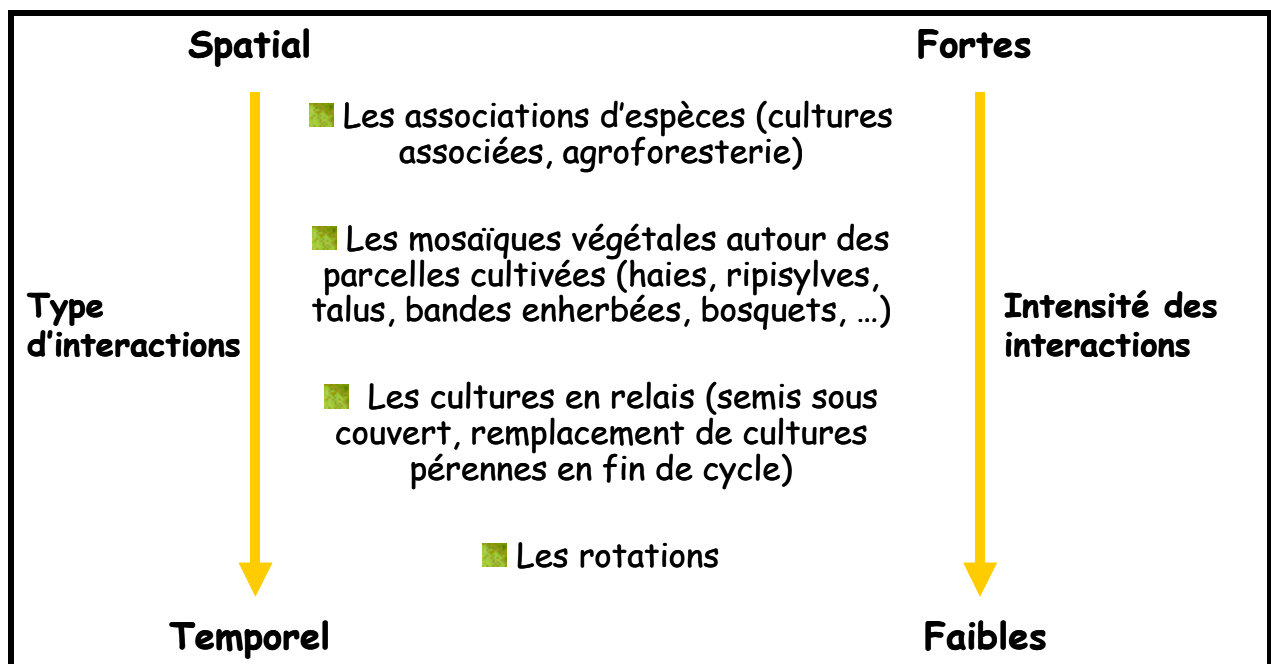 Spatial
Fortes
Les associations d'espèces (cultures
associées, agroforesterie)
Les mosaïques végétales autour des
parcelles cultivées (haies, ripisylves,
talus, bandes enherbées, bosquets, …)
Type
d'interactions
Intensité des
interactions
Les cultures en relais (semis sous
couvert, remplacement de cultures
pérennes en fin de cycle)
Les rotations
Temporel
Faibles